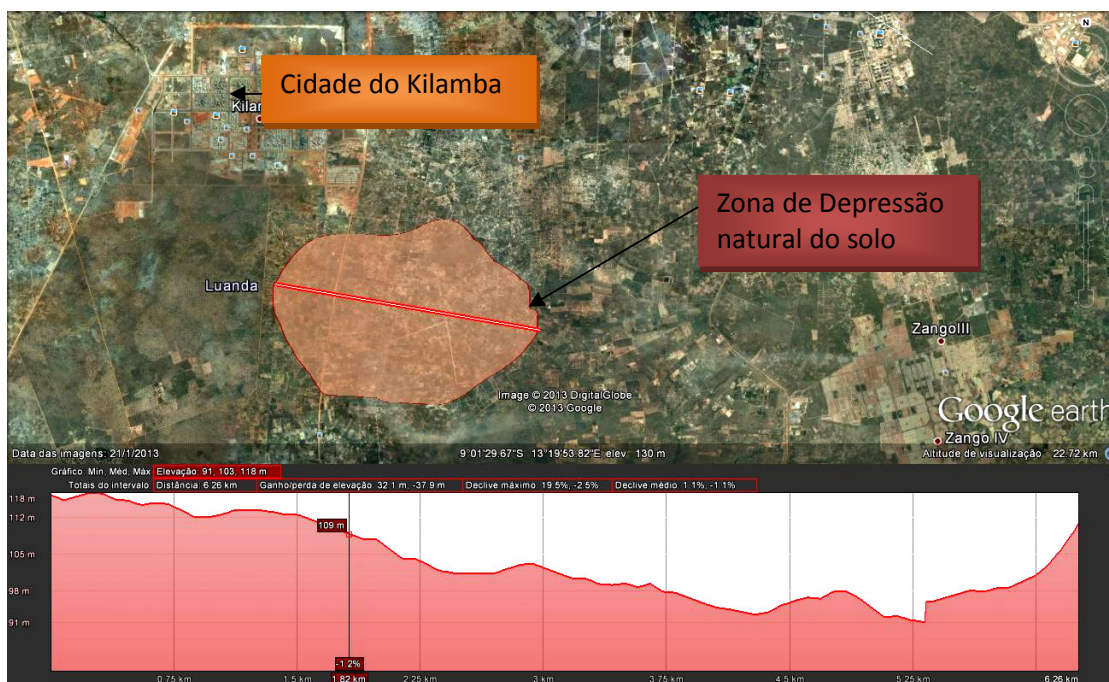 N
Cidade do Kilamba
Kilam
Zona de Depressão
natural do solo
Luanda
ZangoIII
Image © 2013 DigitalGlobe
© 2013 Google
Google earth
Zango IV
Data das imagens: 21/1/2013
9°01'29.67"S 13°19'53.82"E elev 130 m
Altitude de visualização 22.72 km
Gráfico: Mín, Méd, Máx Elevação: 91, 103, 118 m
Totais do intervalo: Distância: 6.26 km Ganho/perda de elevação: 32.1 m, -37.9 m Declive máximo: 19.5%, -2.5% Declive médio: 1.1%, -1.1%
118 m
112 m
109 m
105 m
98 m
91 m
-1.2%
0.75 km 1.5 km 1.82 km 2.25 km 3 km 3.75 km 4.5 km 5.25 km 6.26 km